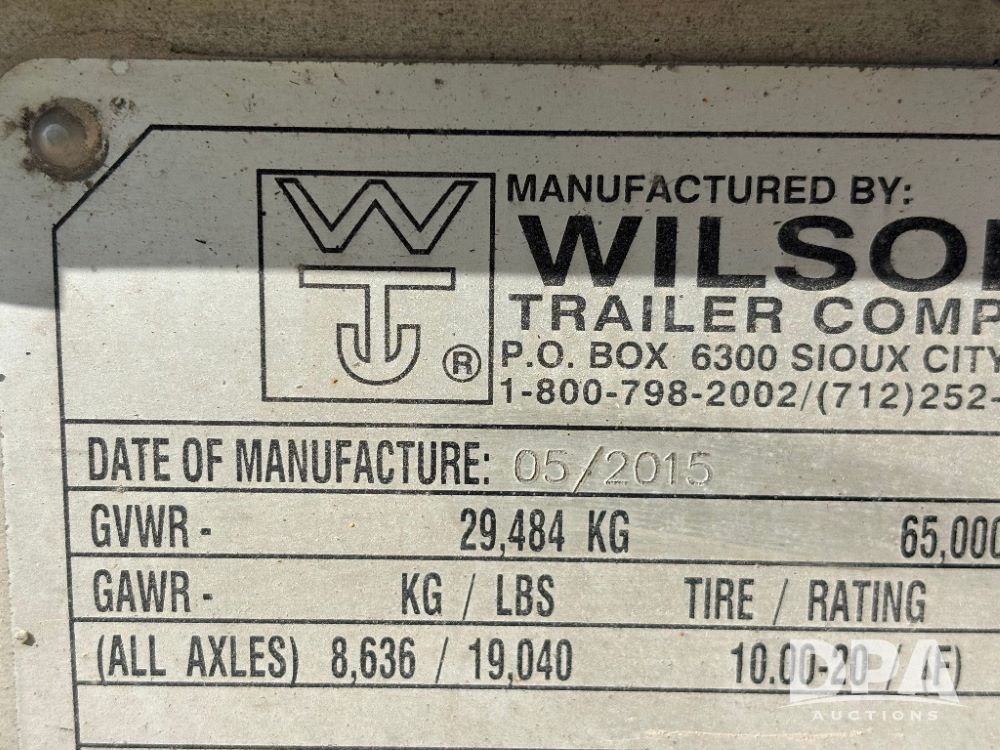 WTJ ®
MANUFACTURED BY:
WILSO
TRAILER COMP
P.O. BOX 6300 SIOUX CITY
1-800-798-2002/(712)252-
DATE OF MANUFACTURE: 05/2015
GVWR - 29,484 KG 65,000
GAWR - KG / LBS TIRE / RATING
(ALL AXLES) 8,636 / 19,040 10.00-20 / (F)
DPA
AUCTIONS